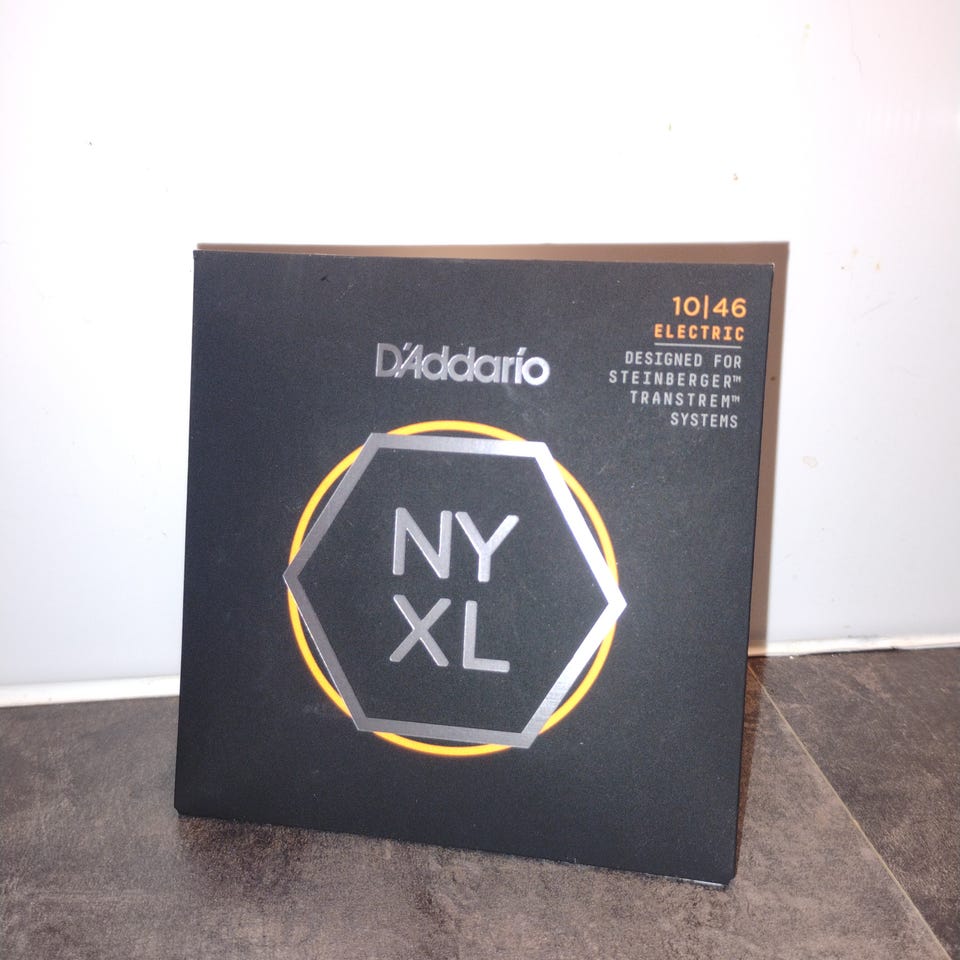 10|46
ELECTRIC
DESIGNED FOR
STEINBERGER™
TRANSTREM™
SYSTEMS
D'Addario
NY
XL